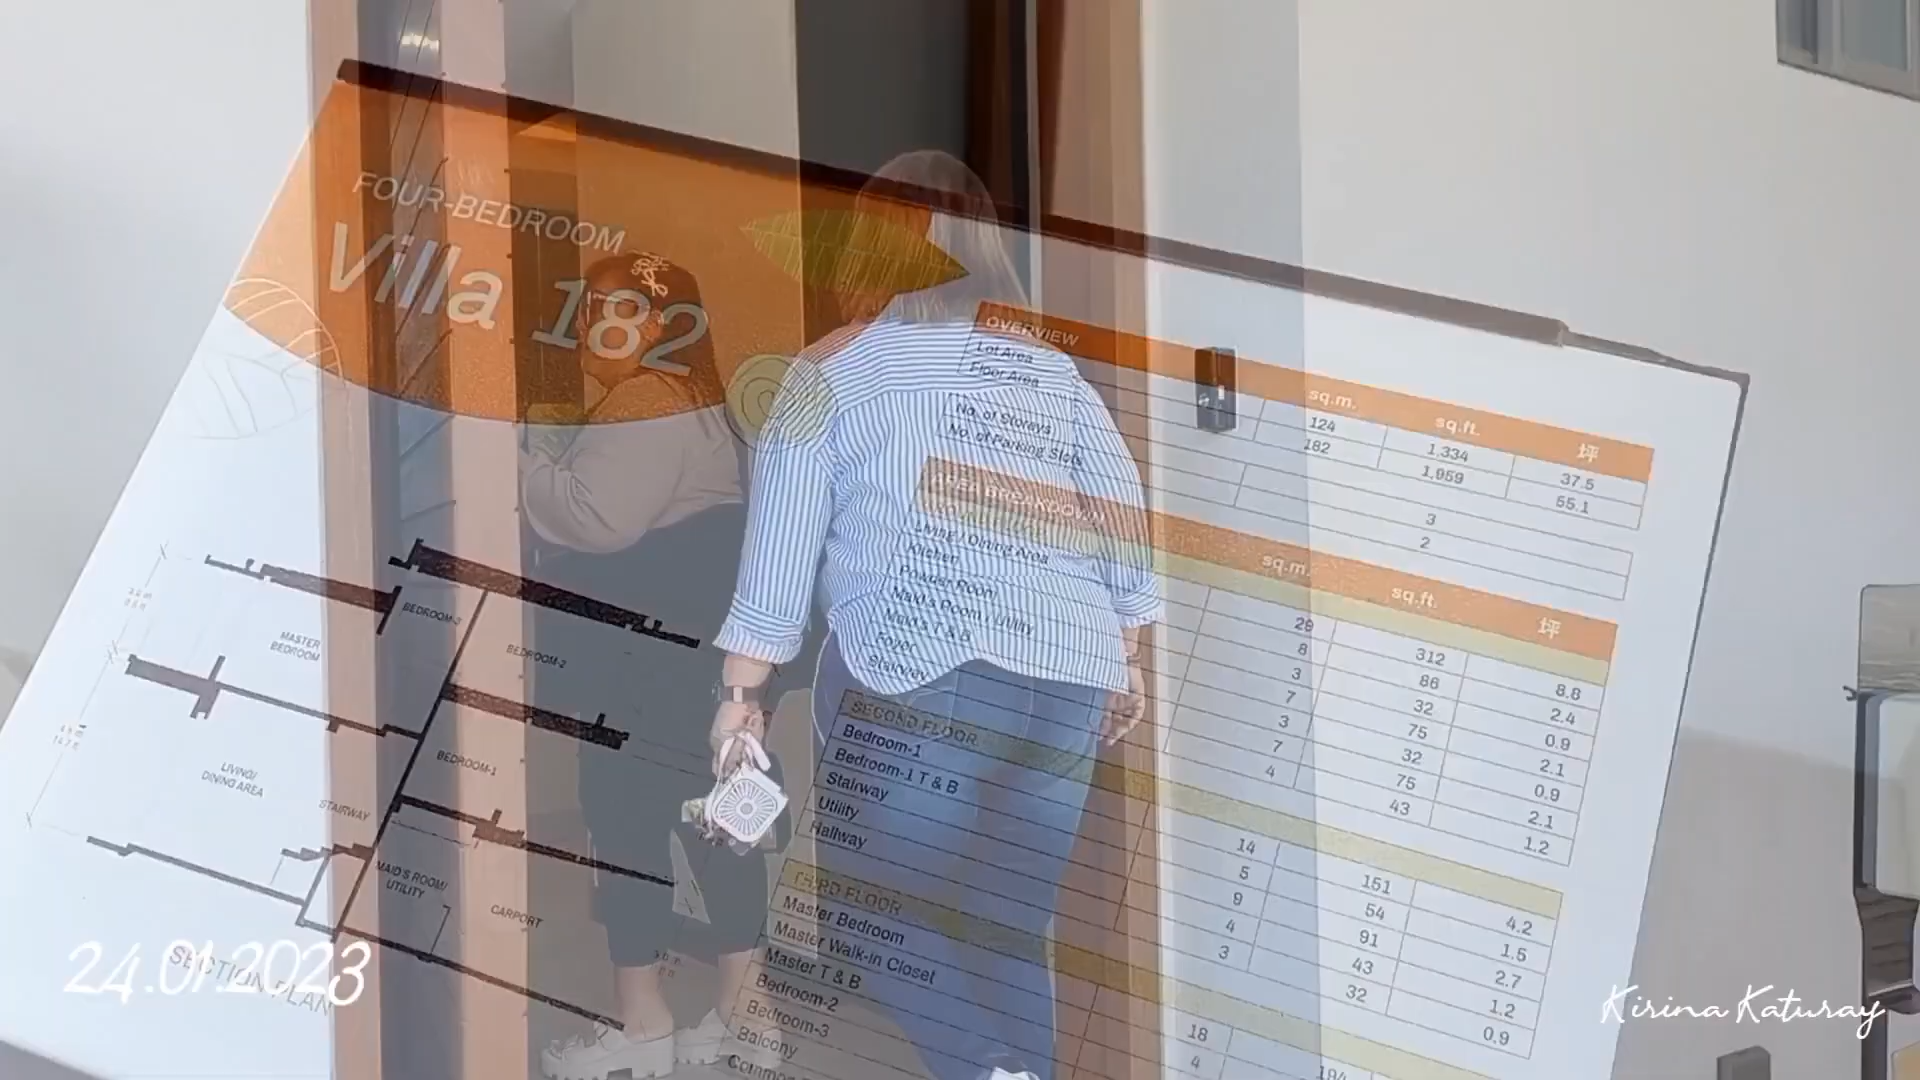 FOUR-BEDROOM
Villa 182
OVERVIEW sq.m. sq.ft. 坪
Lot Area 124 1,334 37.5
Floor Area 182 1,959 55.1
No. of Storeys 3
No. of Parking Slots 2
AREA BREAKDOWN sq.m. sq.ft. 坪
Living / Dining Area 29 312 8.8
Kitchen 8 86 2.4
Powder Room 3 32 0.9
Maid's Room / Utility 7 75 2.1
Maid's T & B 3 32 0.9
Foyer 7 75 2.1
Stairway 4 43 1.2
SECOND FLOOR
Bedroom-1 14 151 4.2
Bedroom-1 T & B 5 54 1.5
Stairway 9 91 2.7
Utility 4 43 1.2
Hallway 3 32 0.9
THIRD FLOOR
Master Bedroom 18
Master Walk-in Closet 4
Master T & B
Bedroom-2
Bedroom-3
Balcony
MASTER
BEDROOM
BEDROOM-3
BEDROOM-2
LIVING/
DINING AREA
STAIRWAY
BEDROOM-1
MAID'S ROOM/
UTILITY
CARPORT
SECTION PLAN
24.01.2023
Kirina Katuray